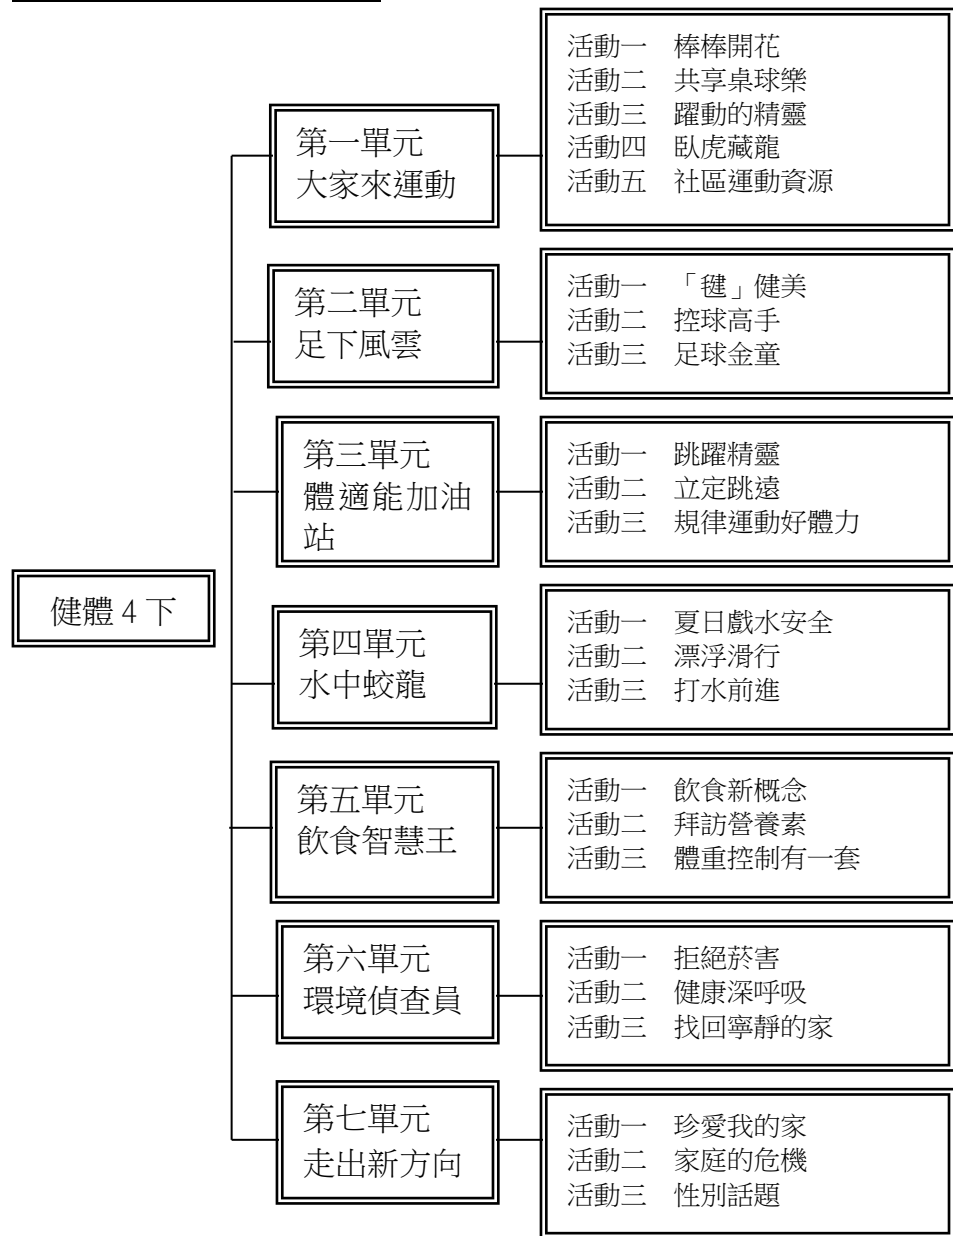 健體 4 下
第一單元
大家來運動
活動一　棒棒開花
活動二　共享桌球樂
活動三　躍動的精靈
活動四　臥虎藏龍
活動五　社區運動資源
第二單元
足下風雲
活動一　「毽」健美
活動二　控球高手
活動三　足球金童
第三單元
體適能加油
站
活動一　跳躍精靈
活動二　立定跳遠
活動三　規律運動好體力
第四單元
水中蛟龍
活動一　夏日戲水安全
活動二　漂浮滑行
活動三　打水前進
第五單元
飲食智慧王
活動一　飲食新概念
活動二　拜訪營養素
活動三　體重控制有一套
第六單元
環境偵查員
活動一　拒絕菸害
活動二　健康深呼吸
活動三　找回寧靜的家
第七單元
走出新方向
活動一　珍愛我的家
活動二　家庭的危機
活動三　性別話題